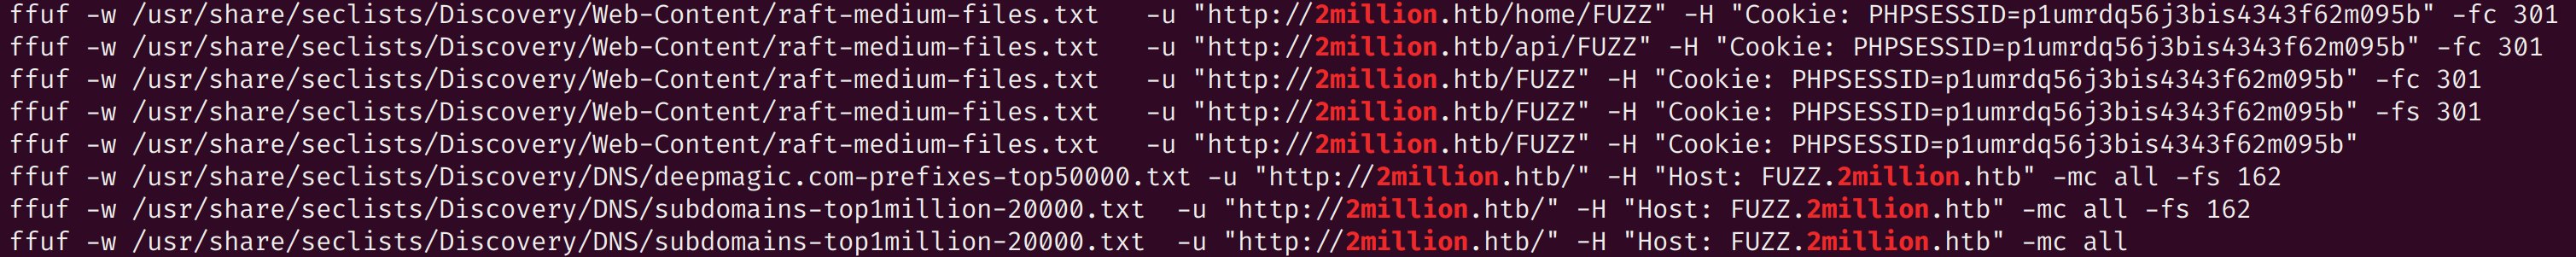 ffuf -w /usr/share/seclists/Discovery/Web-Content/raft-medium-files.txt   -u "http://2million.htb/home/FUZZ" -H "Cookie: PHPSESSID=p1umrdq56j3bis4343f62m095b" -fc 301
ffuf -w /usr/share/seclists/Discovery/Web-Content/raft-medium-files.txt   -u "http://2million.htb/api/FUZZ" -H "Cookie: PHPSESSID=p1umrdq56j3bis4343f62m095b" -fc 301
ffuf -w /usr/share/seclists/Discovery/Web-Content/raft-medium-files.txt   -u "http://2million.htb/FUZZ" -H "Cookie: PHPSESSID=p1umrdq56j3bis4343f62m095b" -fc 301
ffuf -w /usr/share/seclists/Discovery/Web-Content/raft-medium-files.txt   -u "http://2million.htb/FUZZ" -H "Cookie: PHPSESSID=p1umrdq56j3bis4343f62m095b" -fs 301
ffuf -w /usr/share/seclists/Discovery/Web-Content/raft-medium-files.txt   -u "http://2million.htb/FUZZ" -H "Cookie: PHPSESSID=p1umrdq56j3bis4343f62m095b"
ffuf -w /usr/share/seclists/Discovery/DNS/deepmagic.com-prefixes-top50000.txt -u "http://2million.htb/" -H "Host: FUZZ.2million.htb" -mc all -fs 162
ffuf -w /usr/share/seclists/Discovery/DNS/subdomains-top1million-20000.txt  -u "http://2million.htb/" -H "Host: FUZZ.2million.htb" -mc all -fs 162
ffuf -w /usr/share/seclists/Discovery/DNS/subdomains-top1million-20000.txt  -u "http://2million.htb/" -H "Host: FUZZ.2million.htb" -mc all